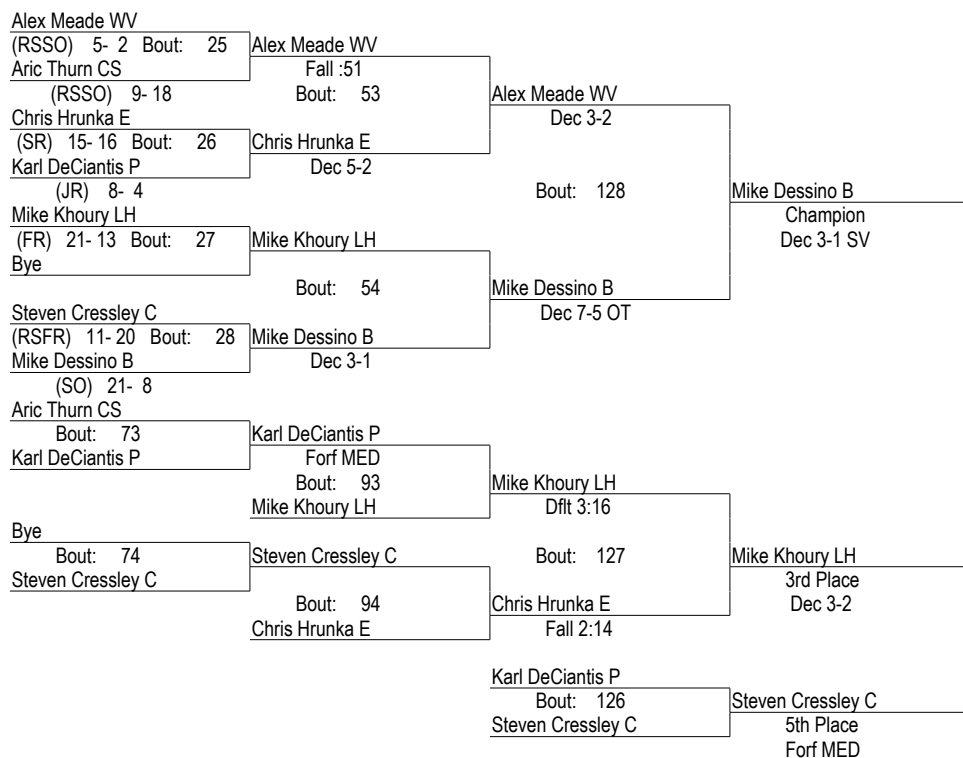 Alex Meade WV
(RSSO) 5- 2 Bout: 25
Alex Meade WV
Aric Thurn CS
Fall :51
(RSSO) 9- 18
Bout: 53
Alex Meade WV
Chris Hrunka E
Dec 3-2
(SR) 15- 16 Bout: 26
Chris Hrunka E
Karl DeCiantis P
Dec 5-2
(JR) 8- 4
Bout: 128
Mike Dessino B
Mike Khoury LH
Champion
(FR) 21- 13 Bout: 27
Mike Khoury LH
Dec 3-1 SV
Bye
Bout: 54
Mike Dessino B
Steven Cressley C
Dec 7-5 OT
(RSFR) 11- 20 Bout: 28
Mike Dessino B
Mike Dessino B
Dec 3-1
(SO) 21- 8
Aric Thurn CS
Bout: 73
Karl DeCiantis P
Karl DeCiantis P
Forf MED
Bout: 93
Mike Khoury LH
Mike Khoury LH
Dflt 3:16
Bye
Bout: 74
Steven Cressley C
Bout: 127
Mike Khoury LH
Steven Cressley C
3rd Place
Bout: 94
Chris Hrunka E
Dec 3-2
Chris Hrunka E
Fall 2:14
Karl DeCiantis P
Bout: 126
Steven Cressley C
Steven Cressley C
5th Place
Forf MED